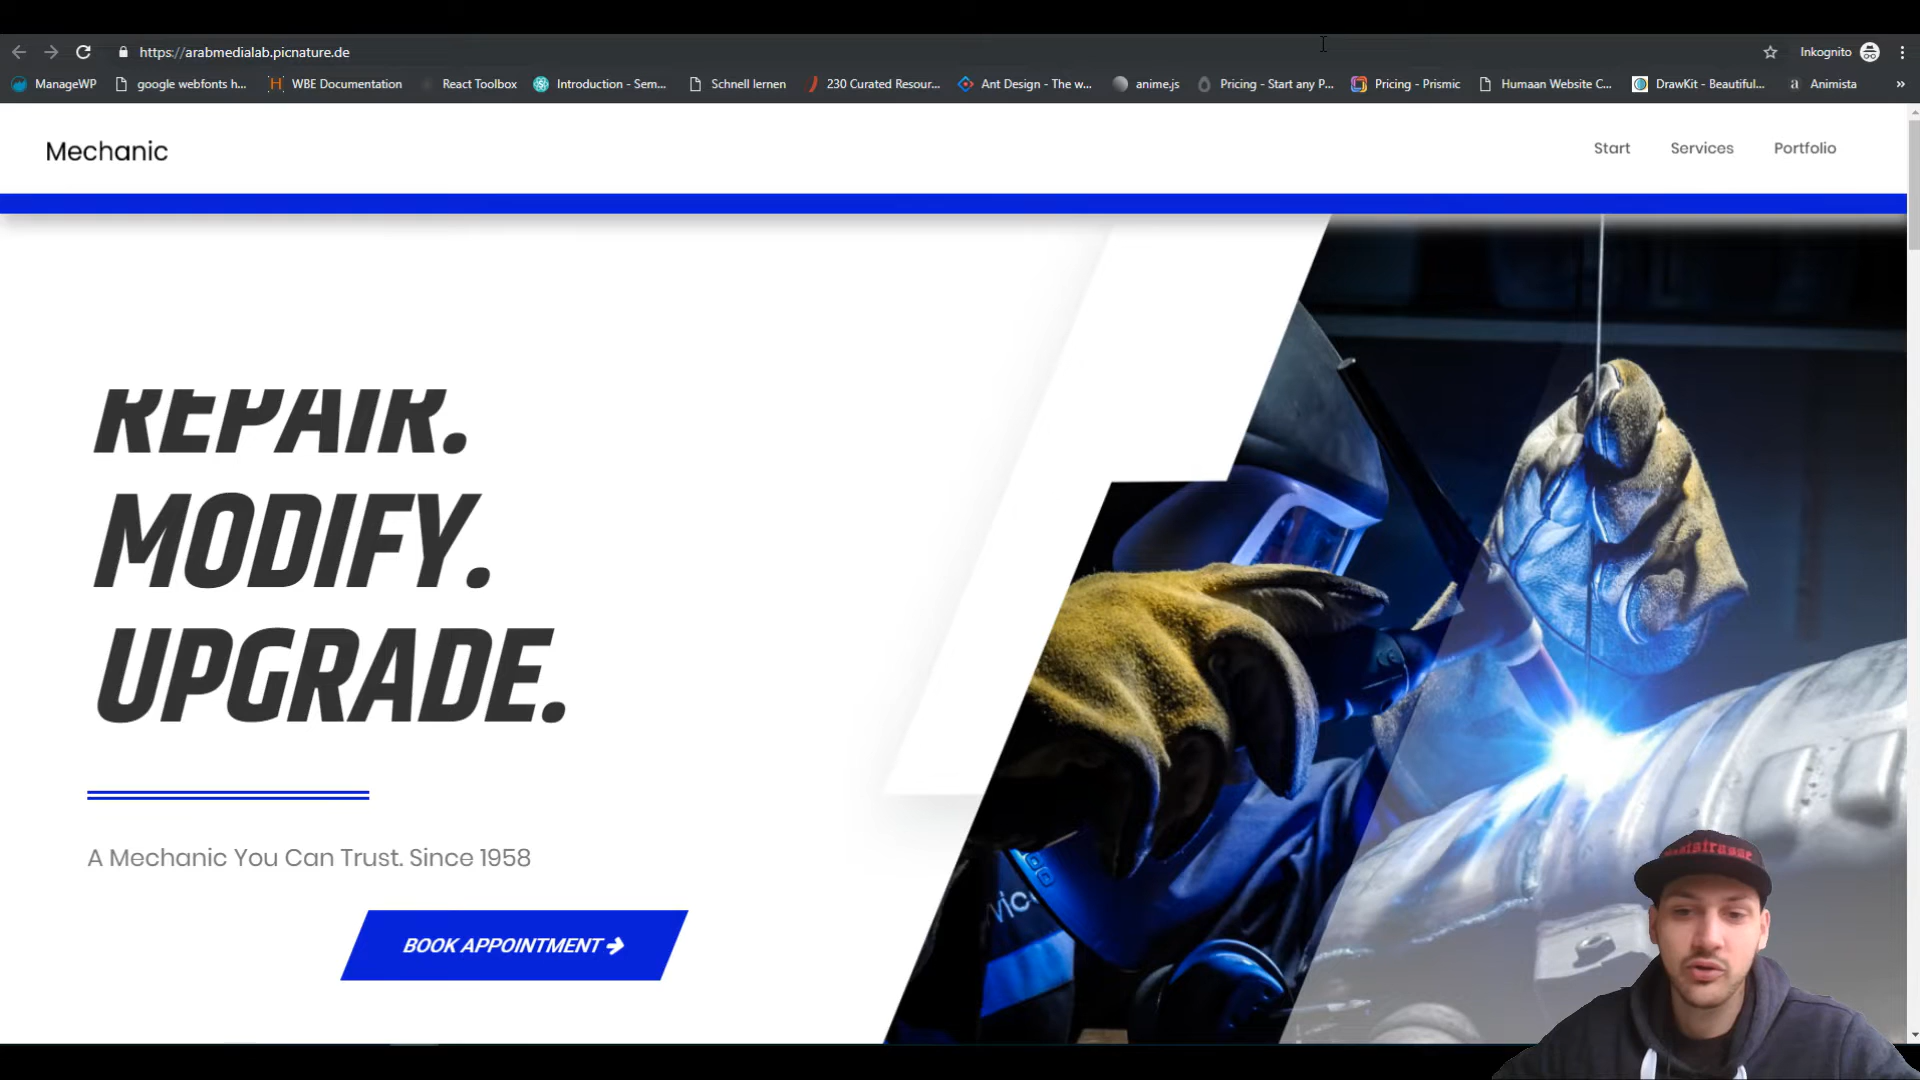 https://arabmedialab.picnature.de
Inkognito
ManageWP
google webfonts h...
WBE Documentation
React Toolbox
Introduction - Sem...
Schnell lernen
230 Curated Resour...
Ant Design - The w...
anime.js
Pricing - Start any P...
Pricing - Prismic
Humaan Website C...
DrawKit - Beautiful...
a Animista
»
Mechanic
Start
Services
Portfolio
REPAIR.
MODIFY.
UPGRADE.
A Mechanic You Can Trust. Since 1958
BOOK APPOINTMENT